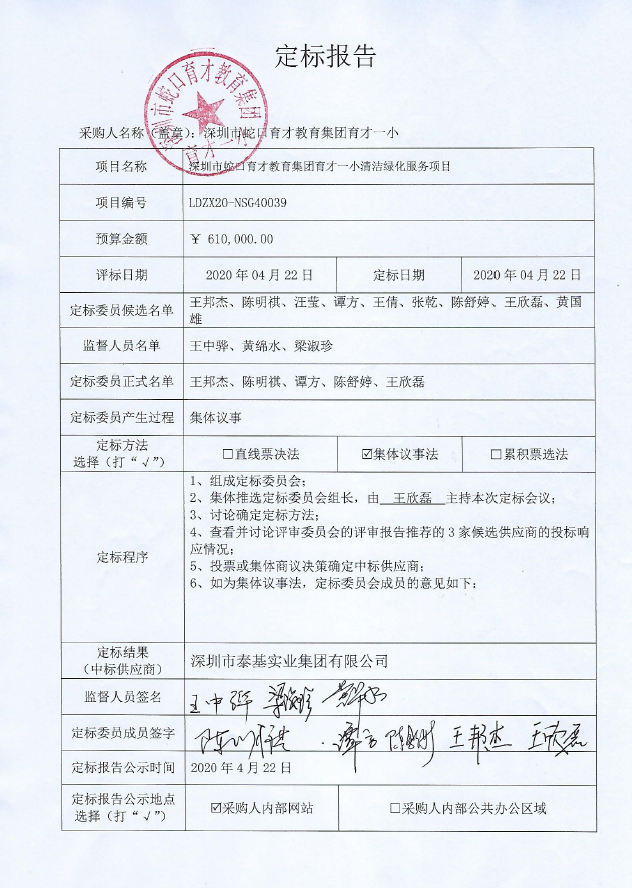 定标报告
深圳市蛇口育才教育集团
育才一小
采购人名称（盖章）：深圳市蛇口育才教育集团育才一小
项目名称 深圳市蛇口育才教育集团育才一小清洁绿化服务项目
项目编号 LDZX20-NSG40039
预算金额 ￥ 610,000.00
评标日期 2020 年 04 月 22 日 定标日期 2020 年 04 月 22 日
定标委员候选名单 王邦杰、陈明祺、汪莹、谭方、王倩、张乾、陈舒婷、王欣磊、黄国
雄
监督人员名单 王中骅、黄绵水、梁淑珍
定标委员正式名单 王邦杰、陈明祺、谭方、陈舒婷、王欣磊
定标委员产生过程 集体议事
定标方法
选择（打“√”） ☐直线票决法 ☑集体议事法 ☐累积票选法
定标程序
1、组成定标委员会；
2、集体推选定标委员会组长，由 王欣磊 主持本次定标会议；
3、讨论确定定标方法；
4、查看并讨论评审委员会的评审报告推荐的 3 家候选供应商的投标响
应情况；
5、投票或集体商议决策确定中标供应商；
6、如为集体议事法，定标委员会成员的意见如下：
定标结果
（中标供应商） 深圳市泰基实业集团有限公司
监督人员签名 王中骅 梁淑珍 黄绵水
定标委员成员签字 陈明祺 谭方 陈舒婷 王邦杰 王欣磊
定标报告公示时间 2020 年 4 月 22 日
定标报告公示地点
选择（打“√”） ☑采购人内部网站 ☐采购人内部公共办公区域